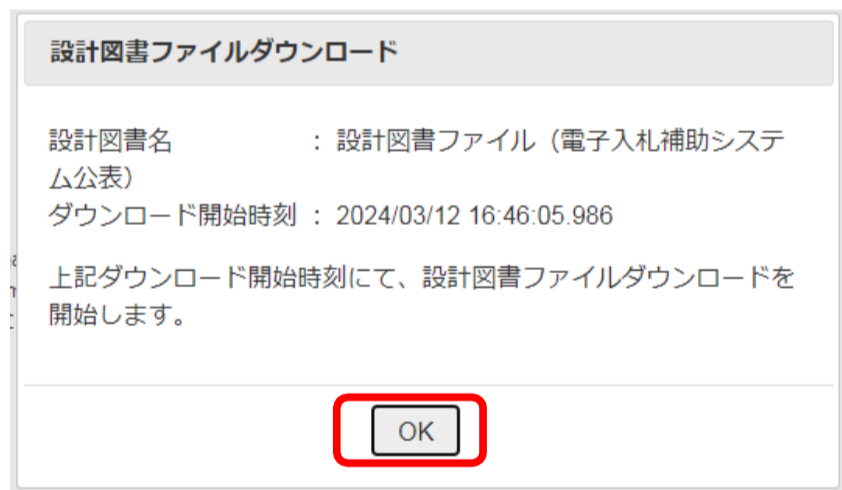 設計図書ファイルダウンロード
設計図書名 : 設計図書ファイル（電子入札補助システ
ム公表）
ダウンロード開始時刻 : 2024/03/12 16:46:05.986
上記ダウンロード開始時刻にて、設計図書ファイルダウンロードを
開始します。
OK